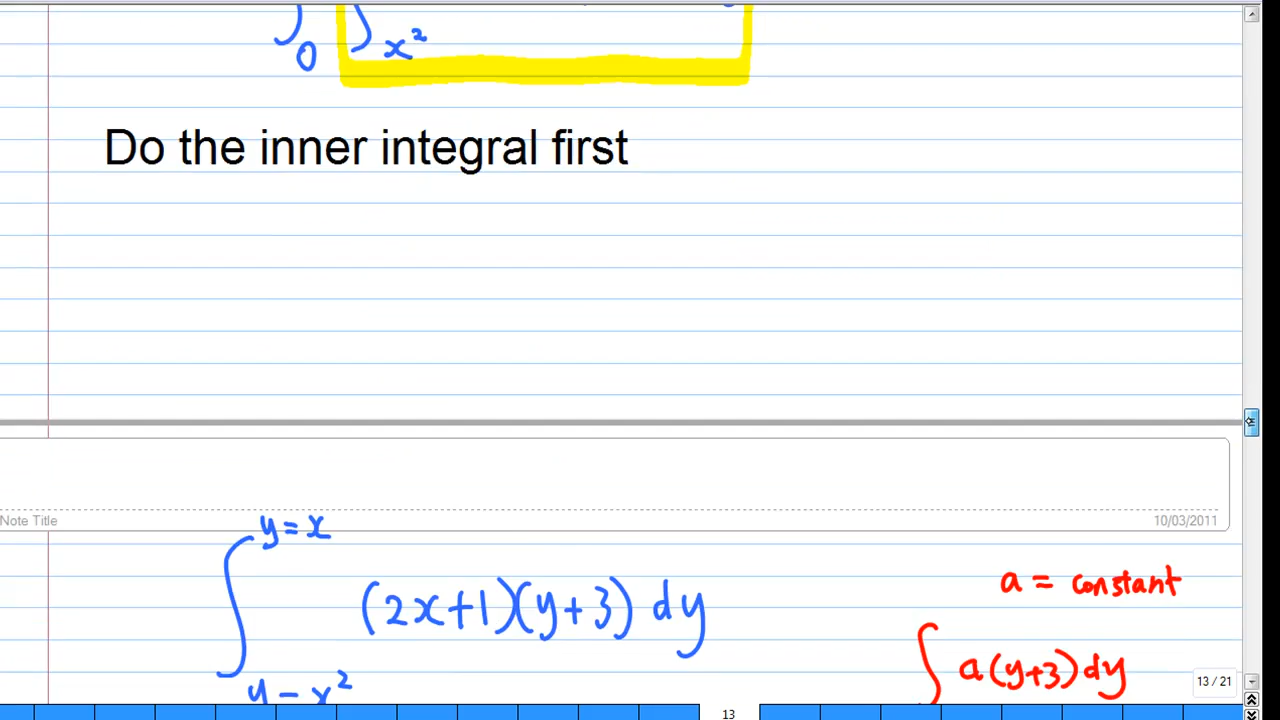 ∫₀ ∫ x²
Do the inner integral first
Note Title
10/03/2011
y = x
∫ (2x+1)(y+3) dy
y = x²
a = constant
∫ a(y+3) dy
13 / 21
13